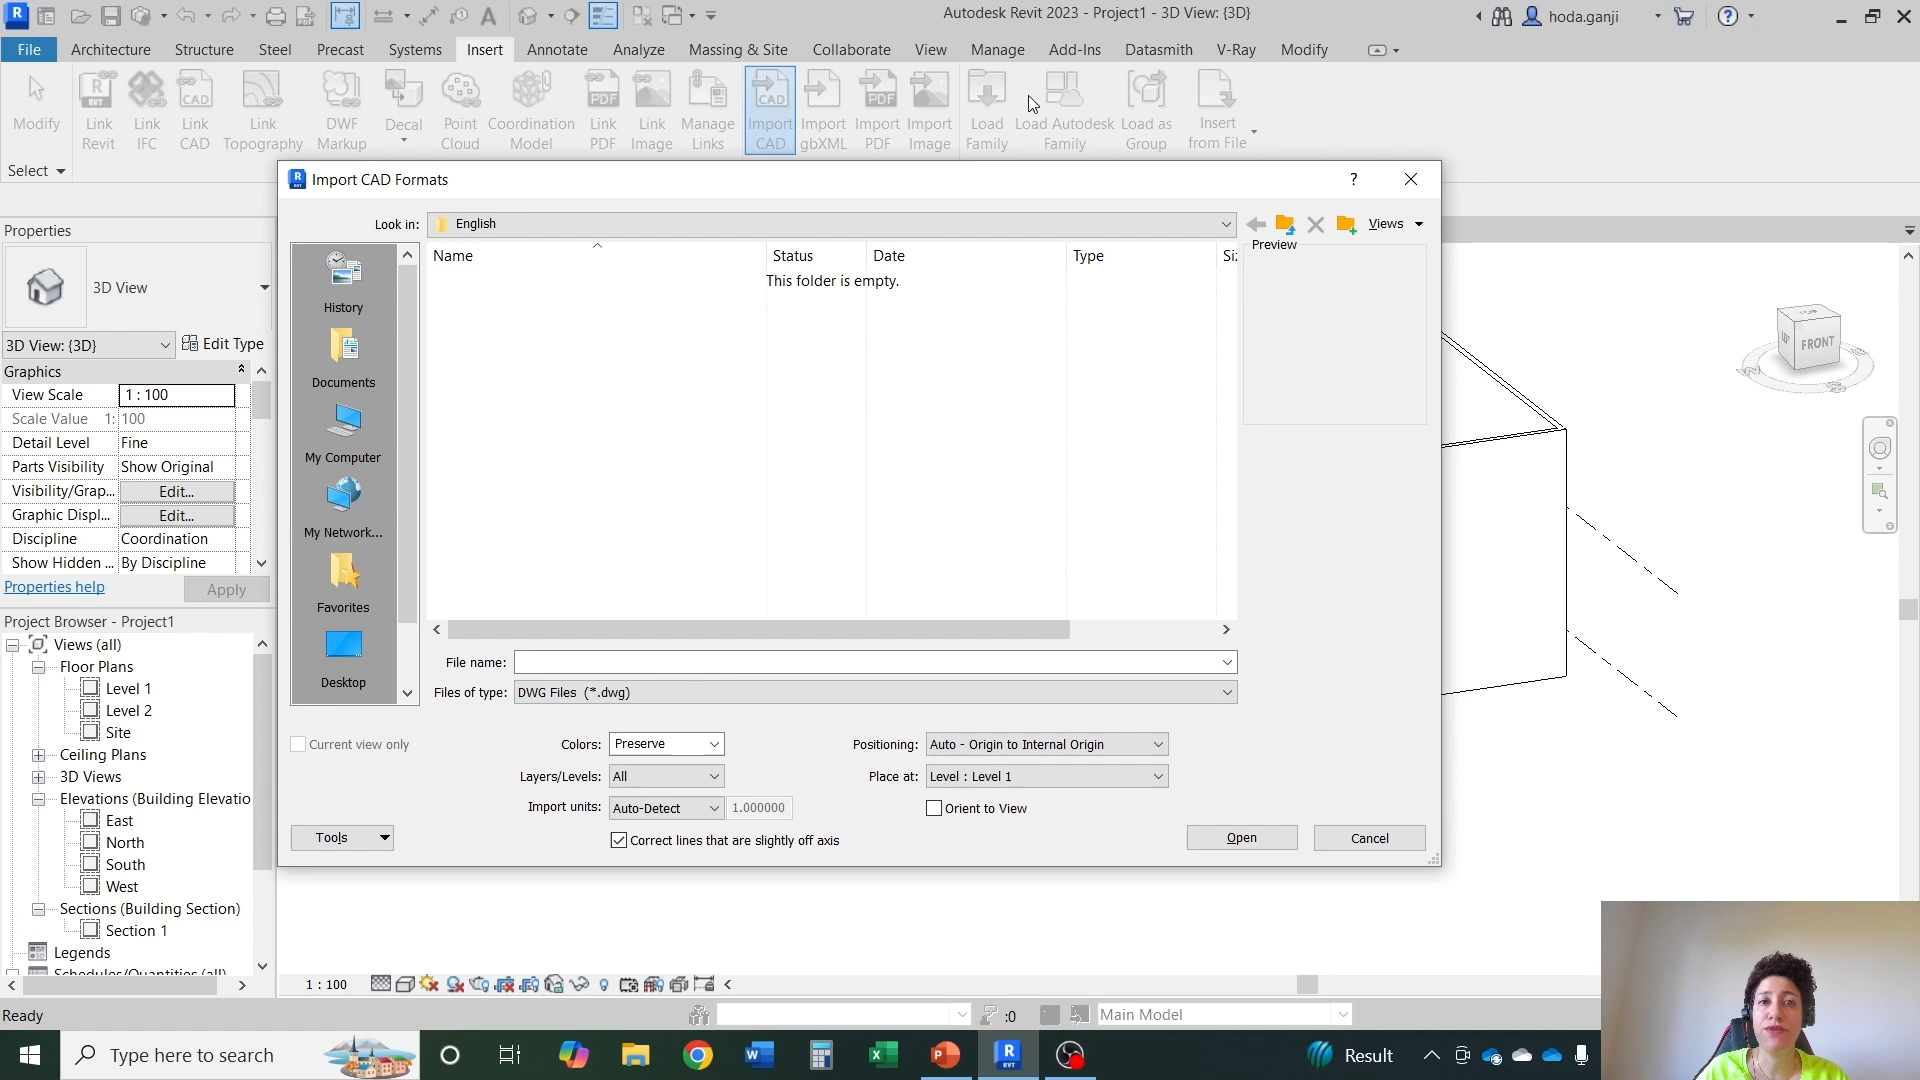 Autodesk Revit 2023 - Project1 - 3D View: {3D}
hoda.ganji
File
Architecture
Structure
Steel
Precast
Systems
Insert
Annotate
Analyze
Massing & Site
Collaborate
View
Manage
Add-Ins
Datasmith
V-Ray
Modify
Modify
Link
Revit
Link
IFC
Link
CAD
Link
Topography
DWF
Markup
Decal
Point
Cloud
Coordination
Model
Link
PDF
Link
Image
Manage
Links
Import
CAD
Import
gbXML
Import
PDF
Import
Image
Load
Family
Load Autodesk
Family
Load as
Group
Insert
from File
Select
Import CAD Formats
Look in:
English
Views
Name
Status
Date
Type
Siz
Preview
This folder is empty.
History
Documents
My Computer
My Network...
Favorites
Desktop
File name:
Files of type:
DWG Files (*.dwg)
Current view only
Colors:
Preserve
Positioning:
Auto - Origin to Internal Origin
Layers/Levels:
All
Place at:
Level : Level 1
Import units:
Auto-Detect
1.000000
Orient to View
Tools
Correct lines that are slightly off axis
Open
Cancel
Properties
3D View
3D View: {3D}
Edit Type
Graphics
View Scale
1 : 100
Scale Value 1:
100
Detail Level
Fine
Parts Visibility
Show Original
Visibility/Grap...
Edit...
Graphic Displ...
Edit...
Discipline
Coordination
Show Hidden ...
By Discipline
Properties help
Apply
Project Browser - Project1
Views (all)
Floor Plans
Level 1
Level 2
Site
Ceiling Plans
3D Views
Elevations (Building Elevatio
East
North
South
West
Sections (Building Section)
Section 1
Legends
Schedules/Quantities (all)
TOP
FRONT
1 : 100
Ready
:0
Main Model
Type here to search
Result